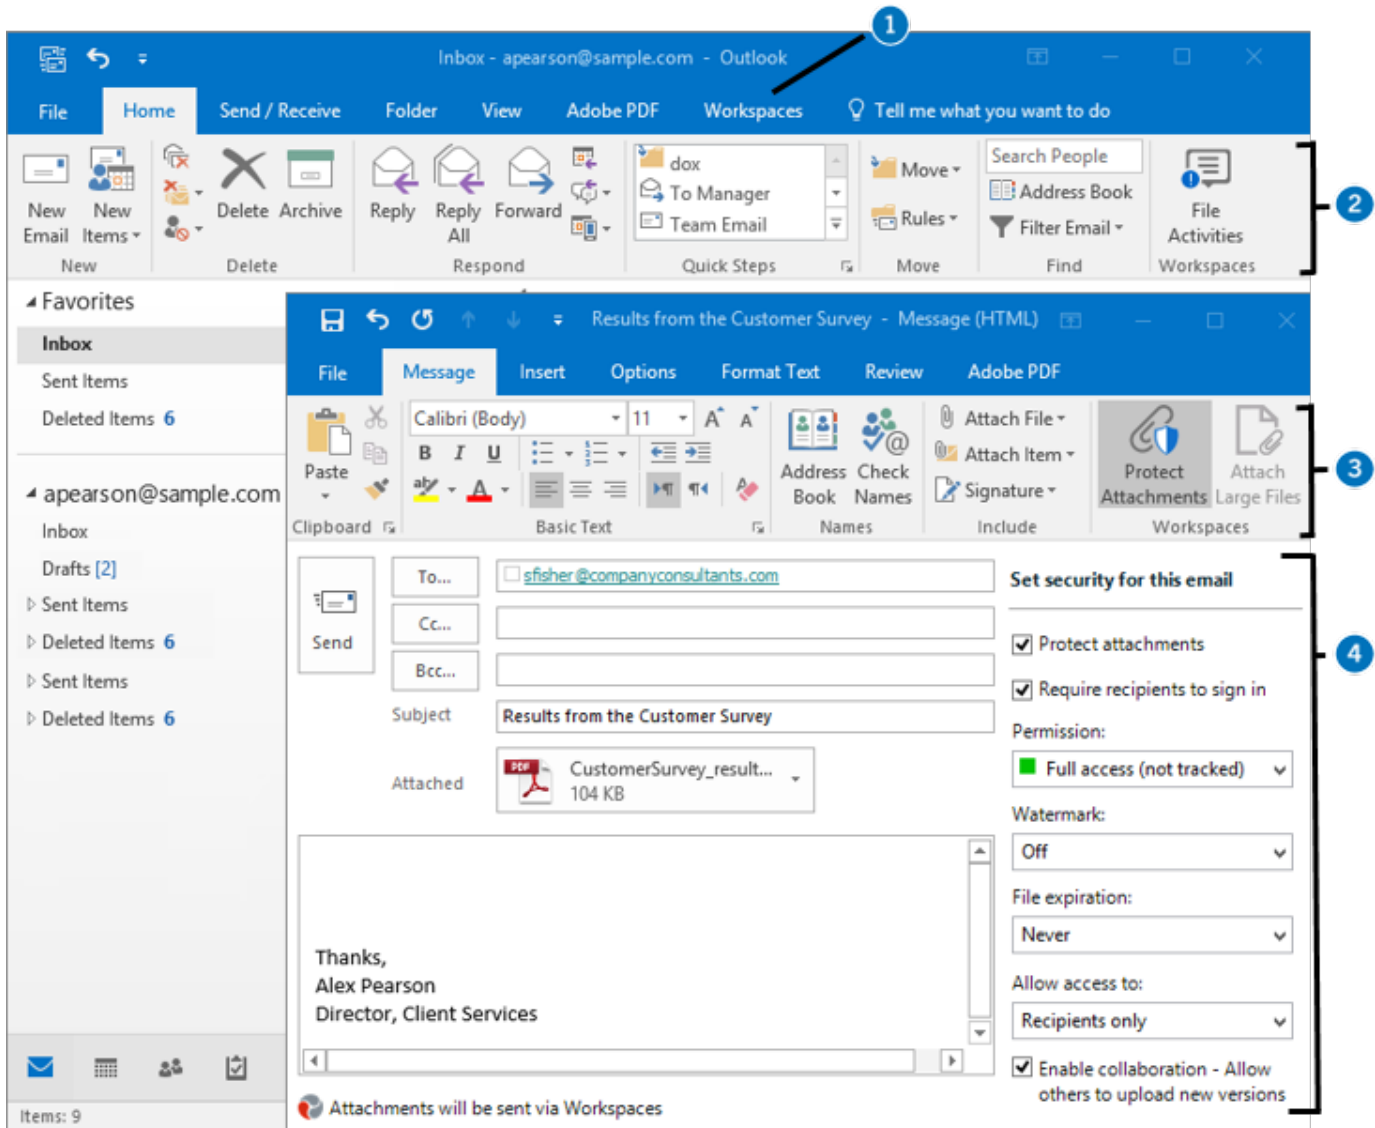 1
Inbox - apearson@sample.com - Outlook
File Home Send / Receive Folder View Adobe PDF Workspaces Tell me what you want to do
New Email
New Items
Delete Archive
Reply
Reply All
Forward
dox
To Manager
Team Email
Move
Rules
Search People
Address Book
Filter Email
File Activities
2
New Delete Respond Quick Steps Move Find Workspaces
Favorites
Inbox
Sent Items
Deleted Items 6
apearson@sample.com
Inbox
Drafts [2]
Sent Items
Deleted Items 6
Sent Items
Deleted Items 6
Items: 9
Results from the Customer Survey - Message (HTML)
File Message Insert Options Format Text Review Adobe PDF
Paste
Calibri (Body) 11 A A
B I U
aby A
Address Book
Check Names
Attach File
Attach Item
Signature
Protect Attachments
Attach Large Files
3
Clipboard Basic Text Names Include Workspaces
Send
To... sfisher@companyconsultants.com
Cc...
Bcc...
Subject Results from the Customer Survey
Attached PDF CustomerSurvey_result...
104 KB
Thanks,
Alex Pearson
Director, Client Services
Attachments will be sent via Workspaces
Set security for this email
Protect attachments
Require recipients to sign in
4
Permission:
Full access (not tracked)
Watermark:
Off
File expiration:
Never
Allow access to:
Recipients only
Enable collaboration - Allow
others to upload new versions